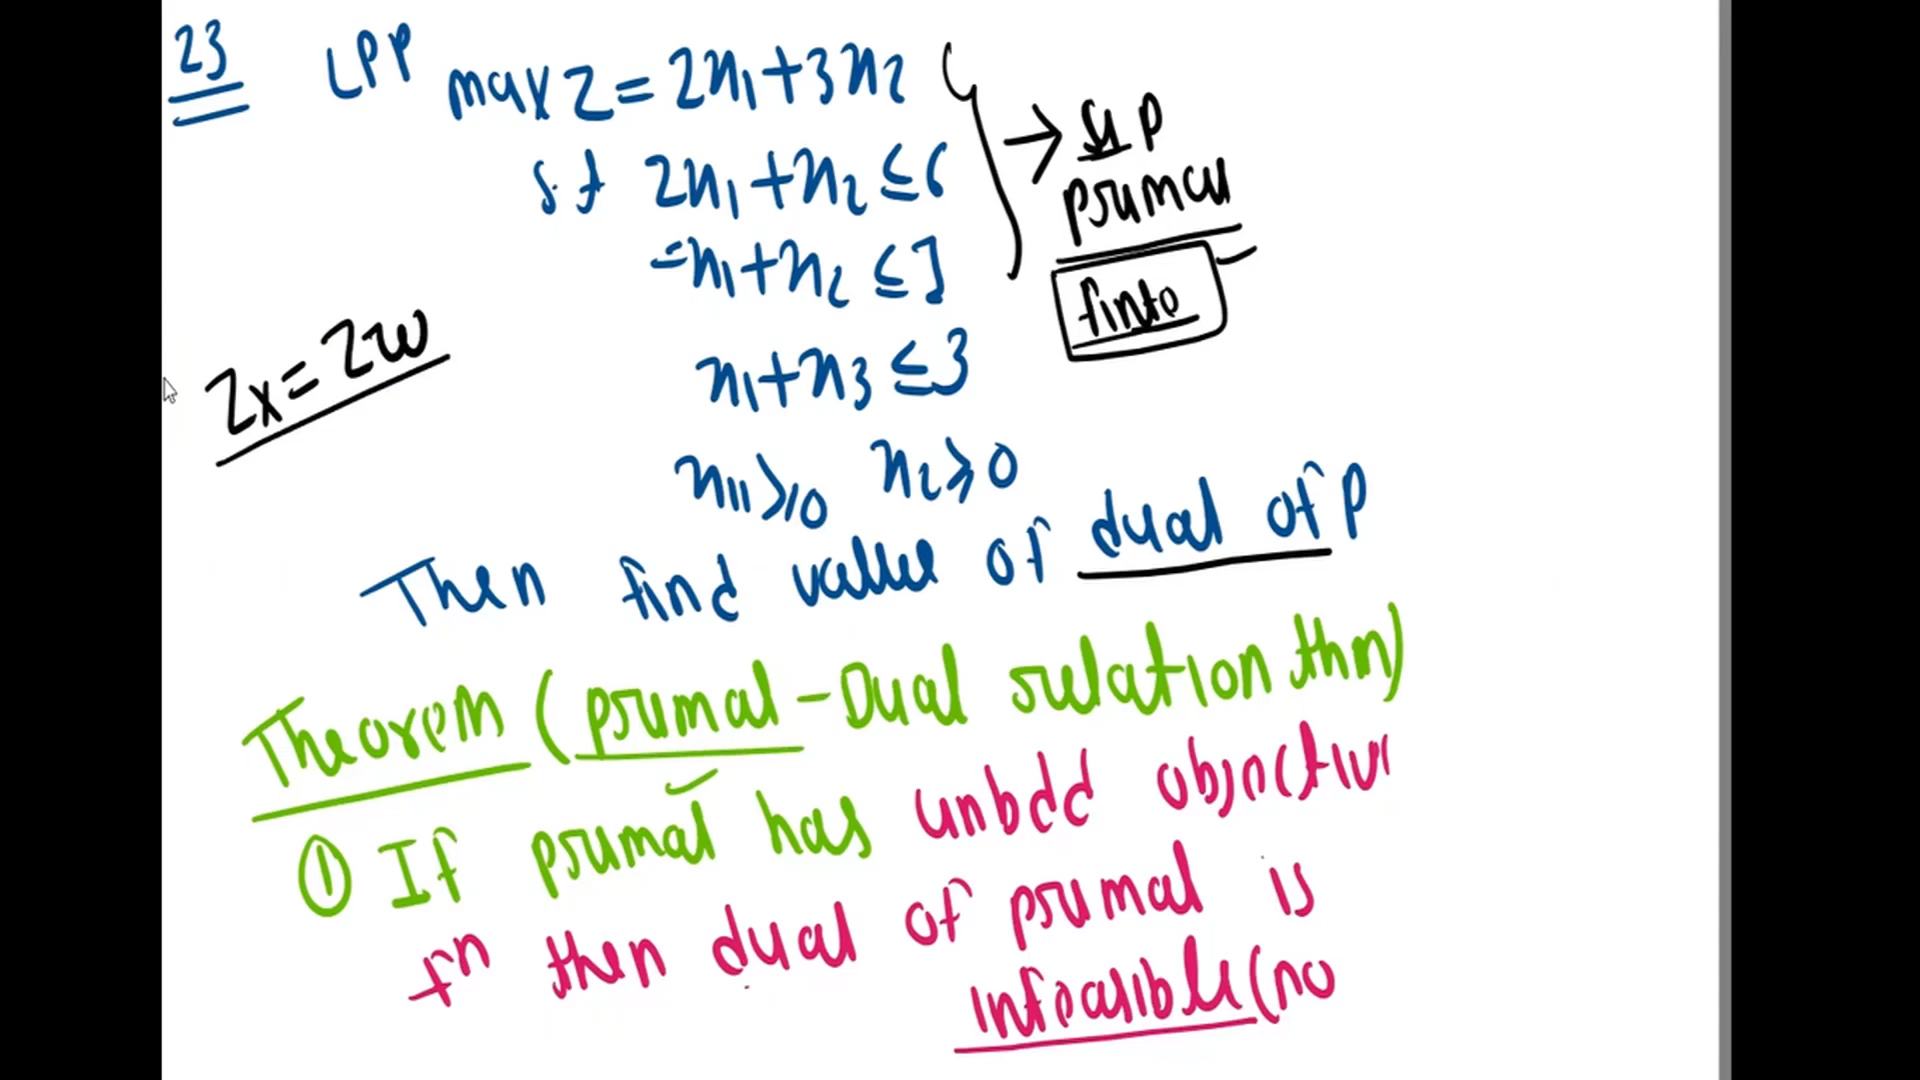 23 LPP max Z = 2x₁ + 3x₂
s.t 2x₁ + x₂ ≤ 6
-x₁ + x₂ ≤ 1
x₁ + x₃ ≤ 3
x₁ ≥ 0 x₂ ≥ 0
→ P
primal
finite
Zx = Zw
Then find value of dual of P
Theorem (primal - Dual relation thm)
① If primal has unbdd objective
fⁿ then dual of primal is
infeasible (no